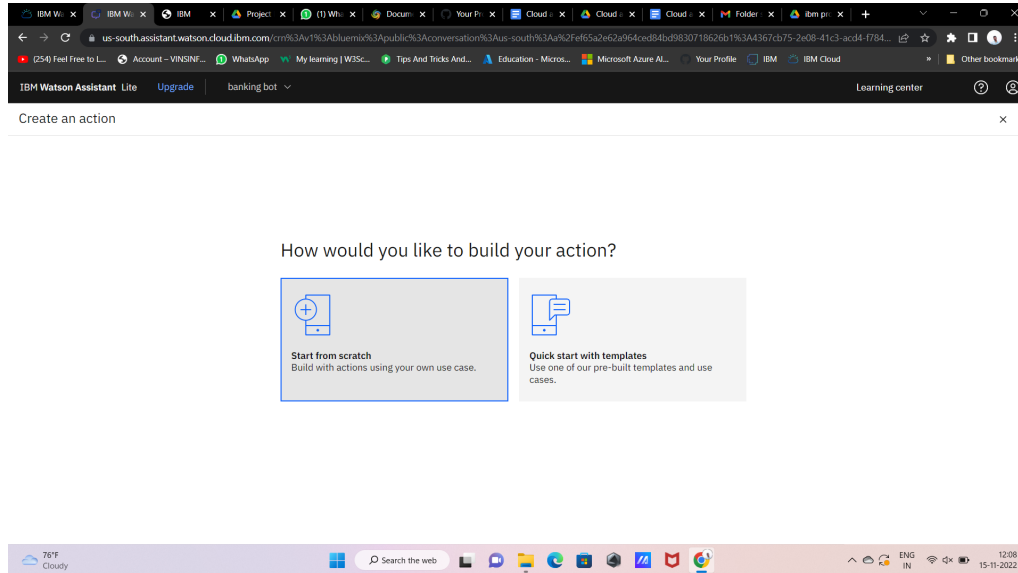 IBM Wa
IBM Wa
IBM
Project
(1) Wha
Docum
Your Pr
Cloud a
Cloud a
Cloud a
Folder
ibm pro
us-south.assistant.watson.cloud.ibm.com/crn%3Av1%3Abluemix%3Apublic%3Aconversation%3Aus-south%3Aa%2Fef65a2e62a964ced84bd9830718626b1%3A4367cb75-2e08-41c3-acd4-f784...
(254) Feel Free to L...
Account – VINSINF...
WhatsApp
My learning | W3Sc...
Tips And Tricks And...
Education - Micros...
Microsoft Azure AI...
Your Profile
IBM
IBM Cloud
»
Other bookmark
IBM Watson Assistant Lite
Upgrade
banking bot
Learning center
Create an action
How would you like to build your action?
Start from scratch
Build with actions using your own use case.
Quick start with templates
Use one of our pre-built templates and use
cases.
76°F
Cloudy
Search the web
ENG
IN
12:08
15-11-2022